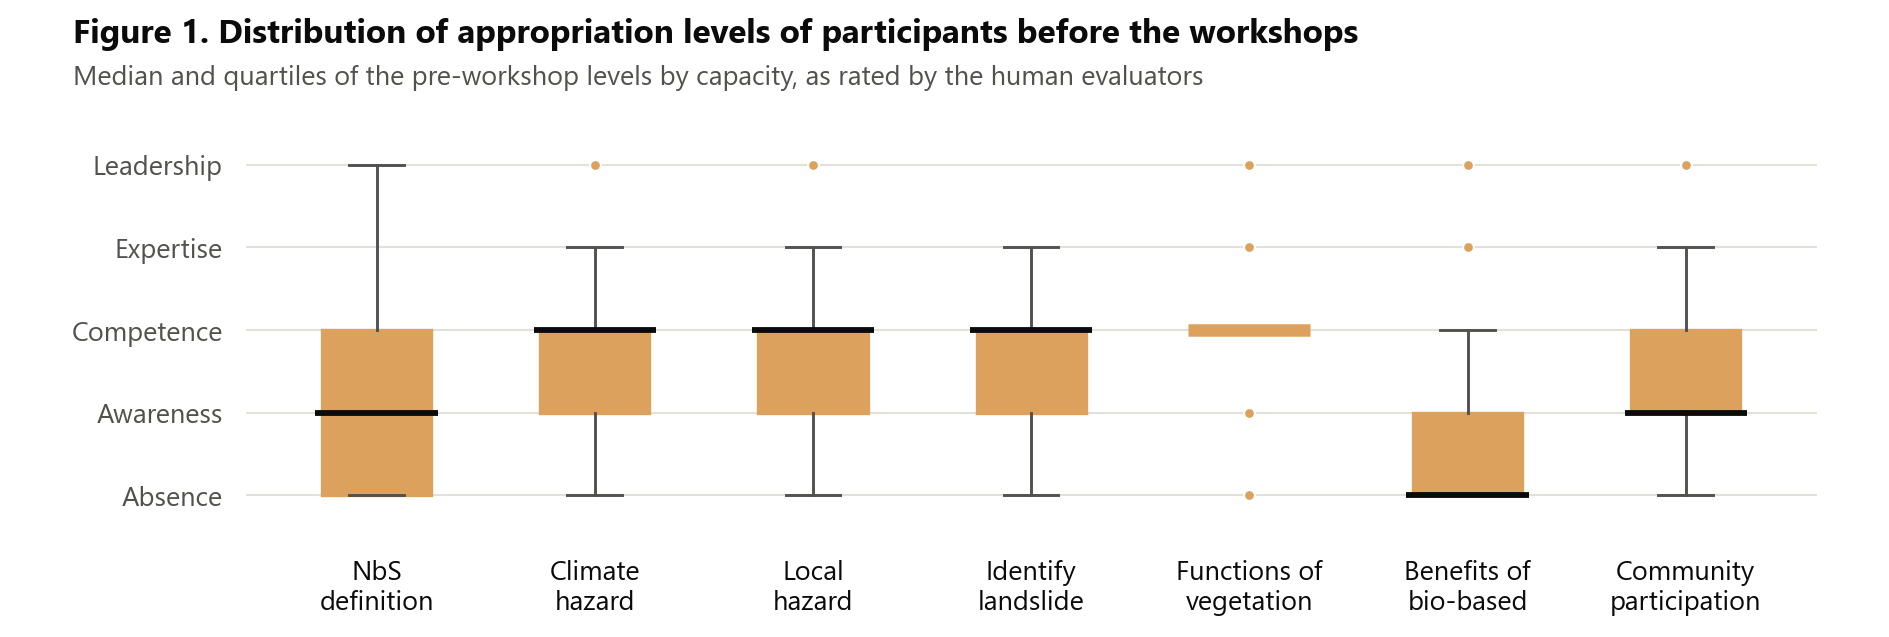 Figure 1. Distribution of appropriation levels of participants before the workshops
Median and quartiles of the pre-workshop levels by capacity, as rated by the human evaluators
Leadership
Expertise
Competence
Awareness
Absence
NbS
definition
Climate
hazard
Local
hazard
Identify
landslide
Functions of
vegetation
Benefits of
bio-based
Community
participation